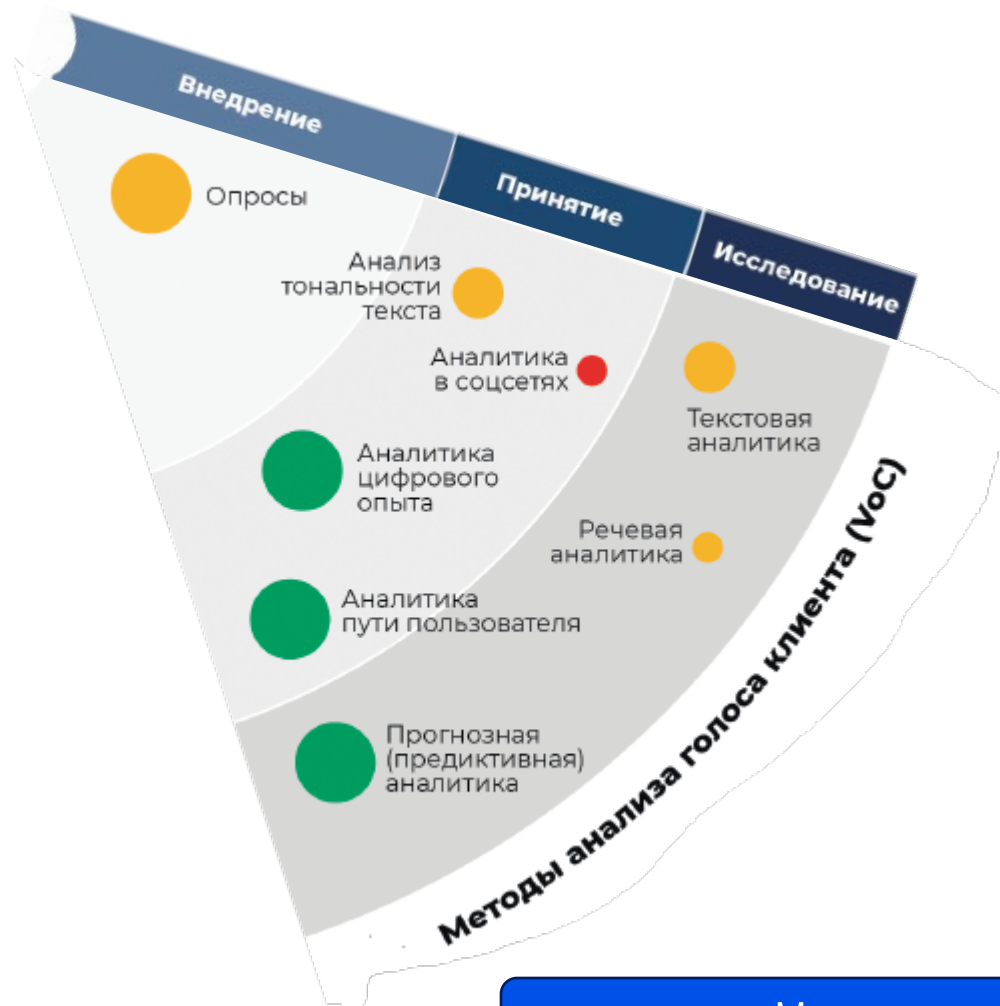 Внедрение
Принятие
Исследование
Опросы
Анализ
тональности
текста
Аналитика
в соцсетях
Текстовая
аналитика
Аналитика
цифрового
опыта
Речевая
аналитика
Аналитика
пути пользователя
Прогнозная
(предиктивная)
аналитика
Методы анализа голоса клиента (VoC)